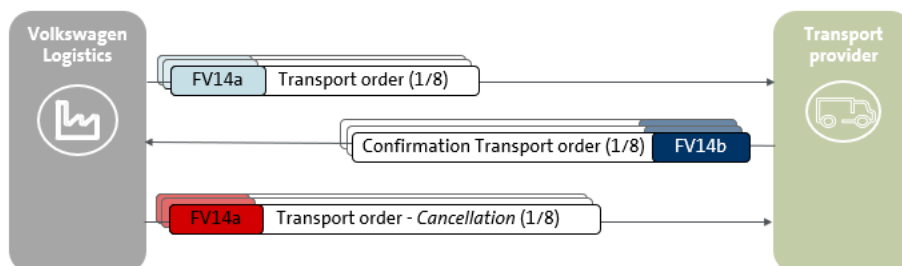 Volkswagen
Logistics
Transport
provider
FV14a Transport order (1/8)
Confirmation Transport order (1/8) FV14b
FV14a Transport order - Cancellation (1/8)